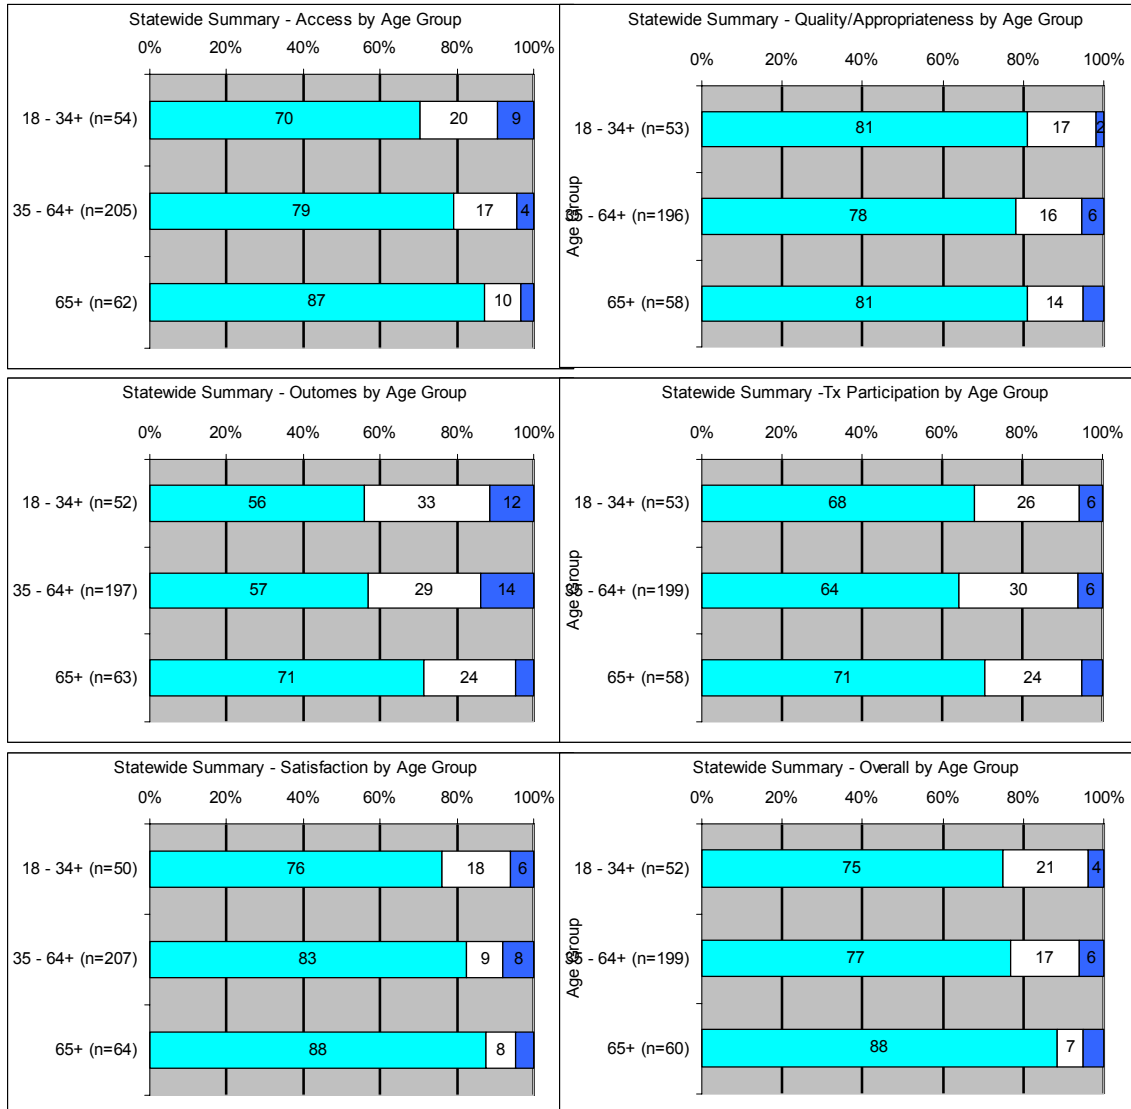 Statewide Summary - Access by Age Group
0% 20% 40% 60% 80% 100%
18 - 34+ (n=54) 70 20 9
35 - 64+ (n=205) 79 17 4
65+ (n=62) 87 10
Statewide Summary - Quality/Appropriateness by Age Group
0% 20% 40% 60% 80% 100%
Age Group
18 - 34+ (n=53) 81 17 2
35 - 64+ (n=196) 78 16 6
65+ (n=58) 81 14
Statewide Summary - Outomes by Age Group
0% 20% 40% 60% 80% 100%
18 - 34+ (n=52) 56 33 12
35 - 64+ (n=197) 57 29 14
65+ (n=63) 71 24
Statewide Summary -Tx Participation by Age Group
0% 20% 40% 60% 80% 100%
Age Group
18 - 34+ (n=53) 68 26 6
35 - 64+ (n=199) 64 30 6
65+ (n=58) 71 24
Statewide Summary - Satisfaction by Age Group
0% 20% 40% 60% 80% 100%
18 - 34+ (n=50) 76 18 6
35 - 64+ (n=207) 83 9 8
65+ (n=64) 88 8
Statewide Summary - Overall by Age Group
0% 20% 40% 60% 80% 100%
Age Group
18 - 34+ (n=52) 75 21 4
35 - 64+ (n=199) 77 17 6
65+ (n=60) 88 7